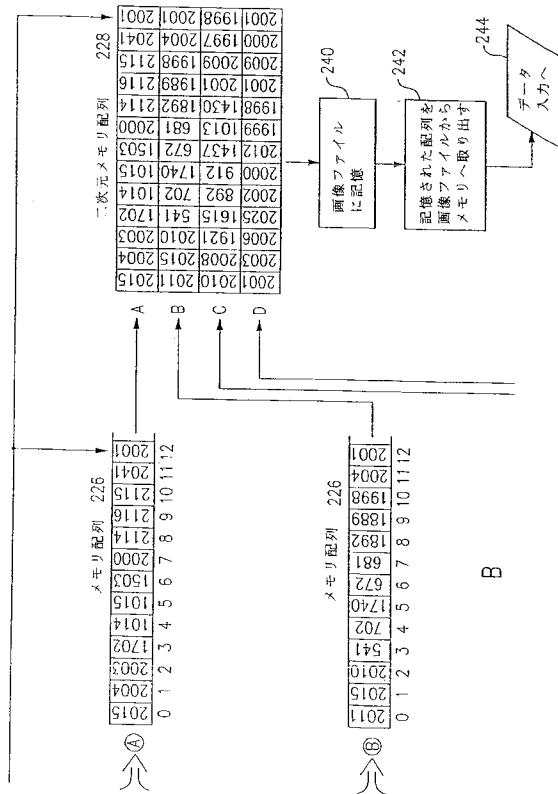 メモリ配列 226
Ⓐ 2015 2004 2003 1702 1014 1015 1503 2000 2114 2116 2115 2041 2001
0 1 2 3 4 5 6 7 8 9 10 11 12
メモリ配列 226
Ⓑ 2011 2015 2010 541 702 1740 672 681 1892 1889 1998 2004 2001
0 1 2 3 4 5 6 7 8 9 10 11 12
B
二次元メモリ配列 228
A 2015 2004 2003 1702 1014 1015 1503 2000 2114 2116 2115 2041 2001
B 2011 2015 2010 541 702 1740 672 681 1892 1989 1998 2004 2001
C 2010 2008 1921 1615 892 912 1437 1013 1430 2001 2009 1997 1998
D 2001 2003 2006 2025 2002 2000 2012 1999 1998 2001 2009 2000 2001
240
画像ファイル
に記憶
242
記憶された配列を
画像ファイルから
メモリへ取り出す
244
データ
入力へ